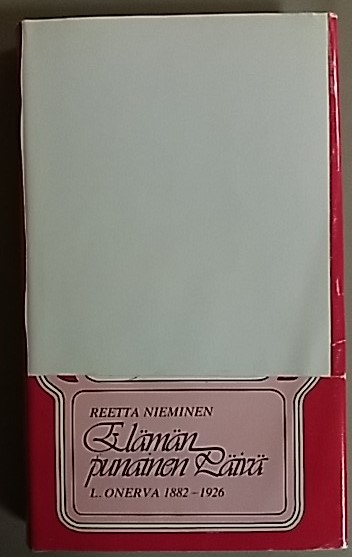 REETTA NIEMINEN
Elämän
punainen Päivä
L. ONERVA 1882–1926